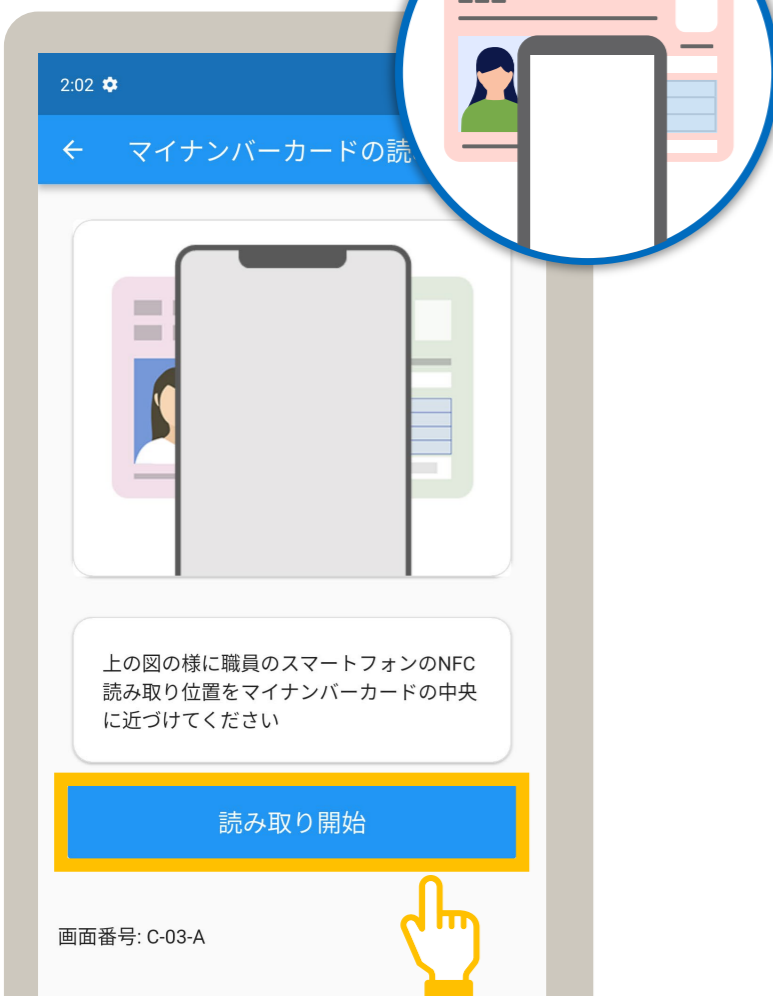 2:02
マイナンバーカードの読
上の図の様に職員のスマートフォンのNFC
読み取り位置をマイナンバーカードの中央
に近づけてください
読み取り開始
画面番号: C-03-A